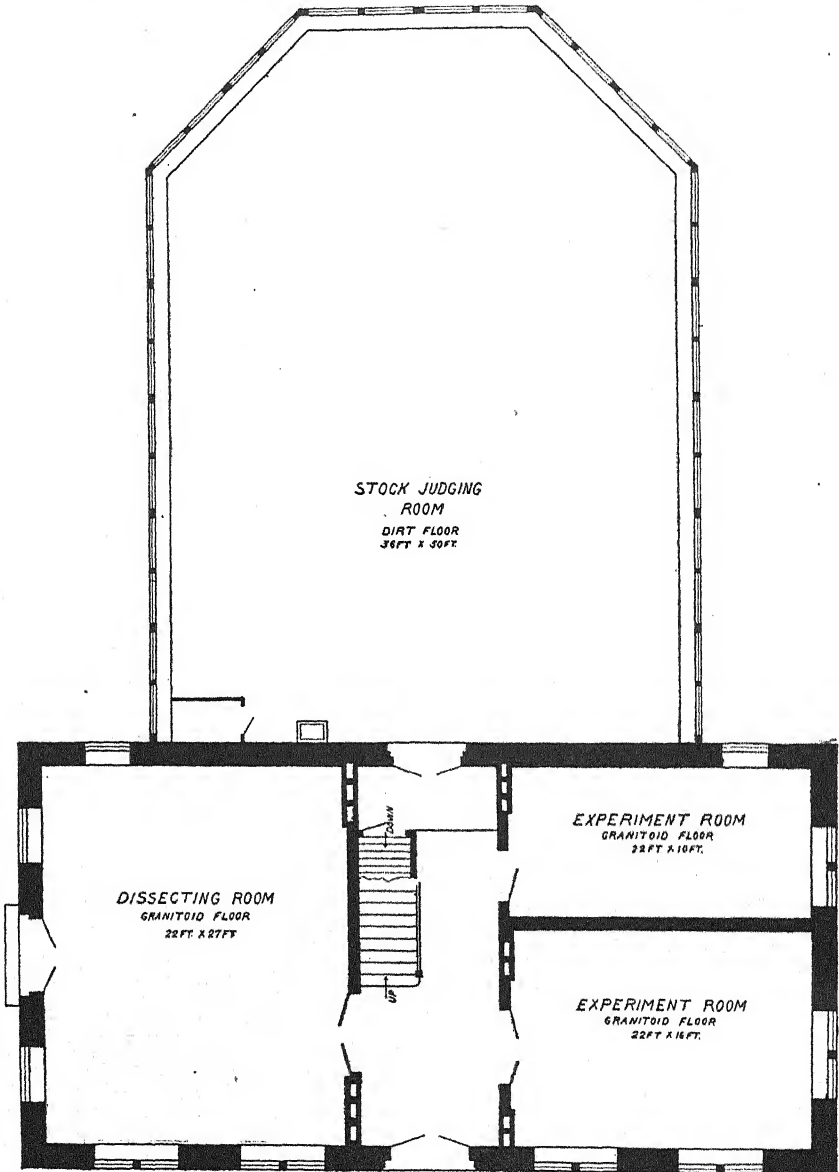 STOCK JUDGING
ROOM
DIRT FLOOR
36FT X 50FT.
DOWN
EXPERIMENT ROOM
GRANITOID FLOOR
22FT X 10FT.
DISSECTING ROOM
GRANITOID FLOOR
22FT. X 27FT
UP
EXPERIMENT ROOM
GRANITOID FLOOR
22FT X 16FT.